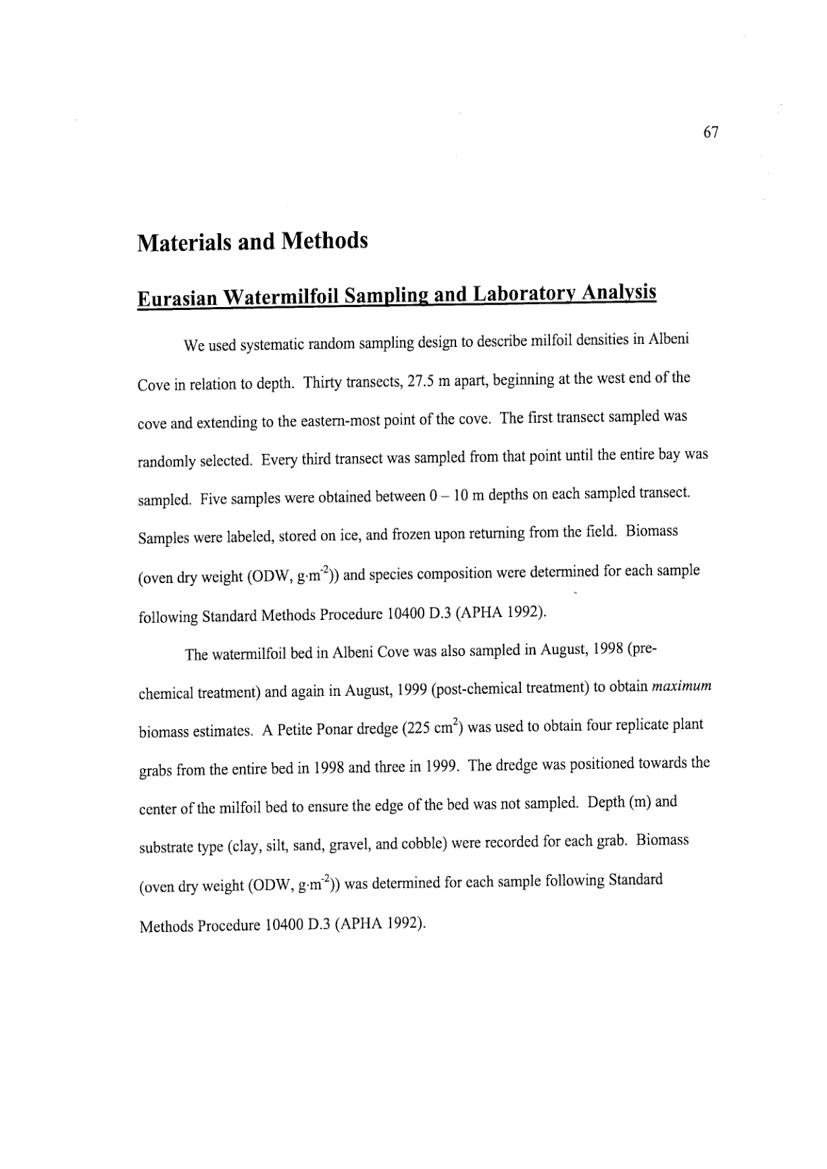 67
Materials and Methods
Eurasian Watermilfoil Sampling and Laboratory Analysis
We used systematic random sampling design to describe milfoil densities in Albeni
Cove in relation to depth. Thirty transects, 27.5 m apart, beginning at the west end of the
cove and extending to the eastern-most point of the cove. The first transect sampled was
randomly selected. Every third transect was sampled from that point until the entire bay was
sampled. Five samples were obtained between 0 – 10 m depths on each sampled transect.
Samples were labeled, stored on ice, and frozen upon returning from the field. Biomass
(oven dry weight (ODW, g·m⁻²)) and species composition were determined for each sample
following Standard Methods Procedure 10400 D.3 (APHA 1992).
The watermilfoil bed in Albeni Cove was also sampled in August, 1998 (pre-
chemical treatment) and again in August, 1999 (post-chemical treatment) to obtain maximum
biomass estimates. A Petite Ponar dredge (225 cm²) was used to obtain four replicate plant
grabs from the entire bed in 1998 and three in 1999. The dredge was positioned towards the
center of the milfoil bed to ensure the edge of the bed was not sampled. Depth (m) and
substrate type (clay, silt, sand, gravel, and cobble) were recorded for each grab. Biomass
(oven dry weight (ODW, g·m⁻²)) was determined for each sample following Standard
Methods Procedure 10400 D.3 (APHA 1992).